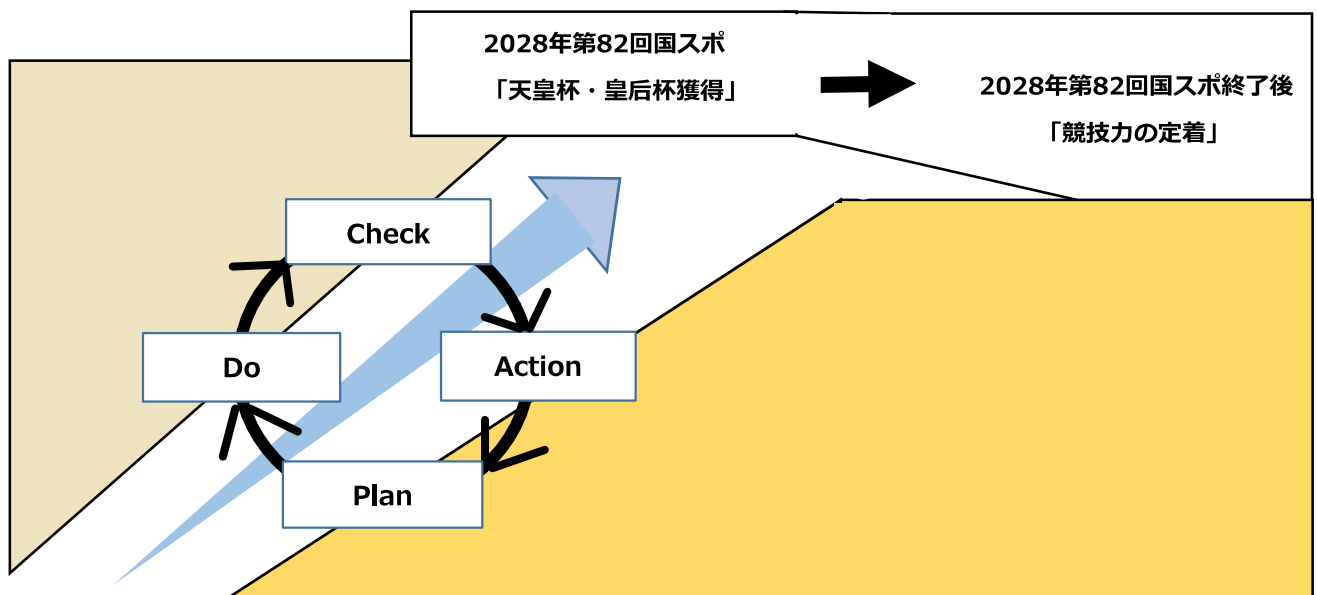 2028年第82回国スポ
「天皇杯・皇后杯獲得」
2028年第82回国スポ終了後
「競技力の定着」
Check
Do
Action
Plan